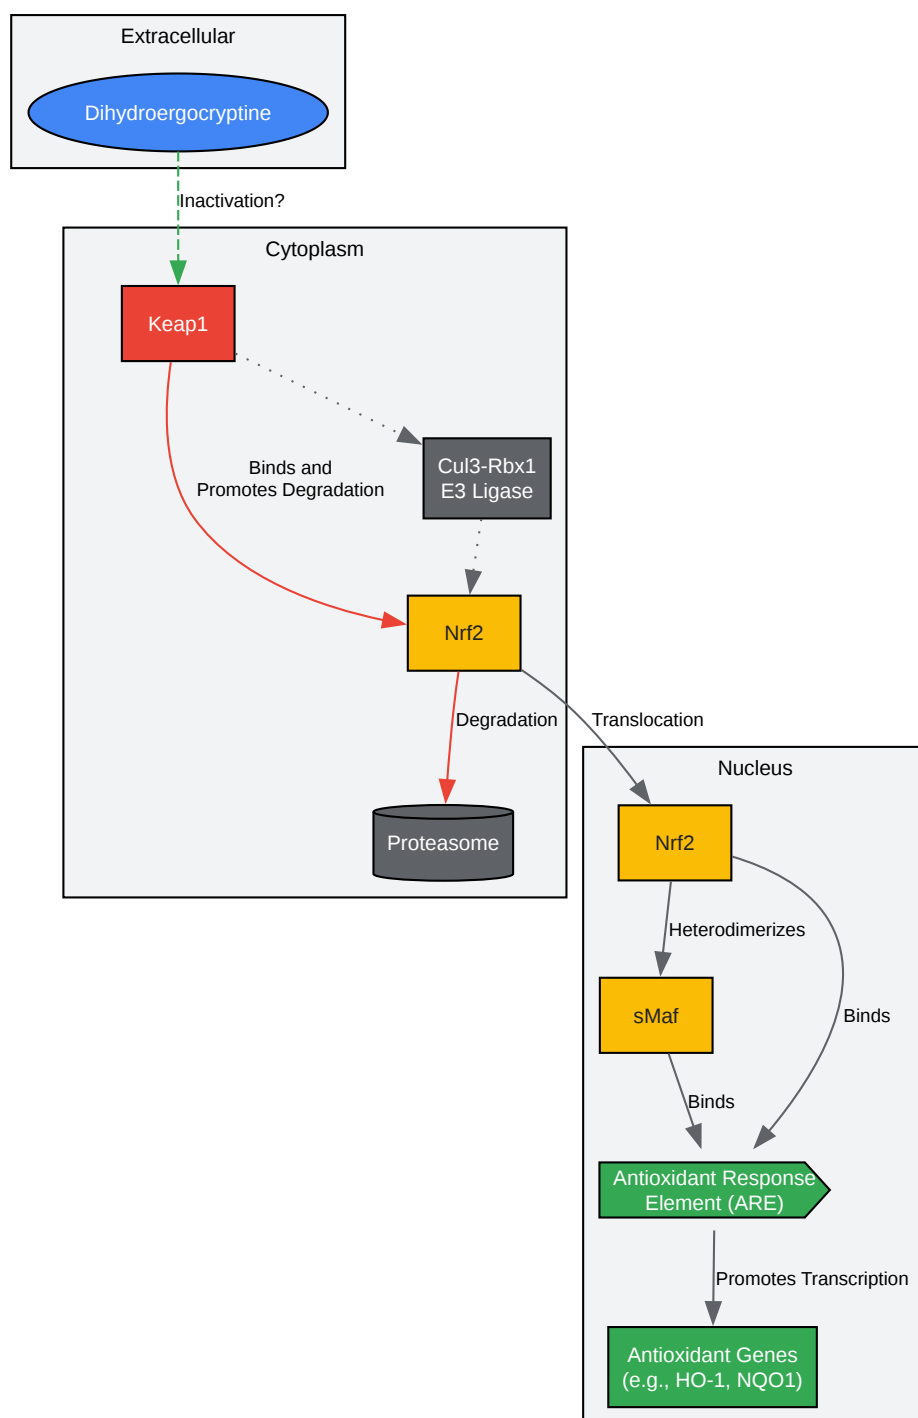 Extracellular
Dihydroergocryptine
Inactivation?
Cytoplasm
Keap1
Binds and
Promotes Degradation
Cul3-Rbx1
E3 Ligase
Nrf2
Degradation
Translocation
Proteasome
Nucleus
Nrf2
Heterodimerizes
sMaf
Binds
Binds
Antioxidant Response
Element (ARE)
Promotes Transcription
Antioxidant Genes
(e.g., HO-1, NQO1)